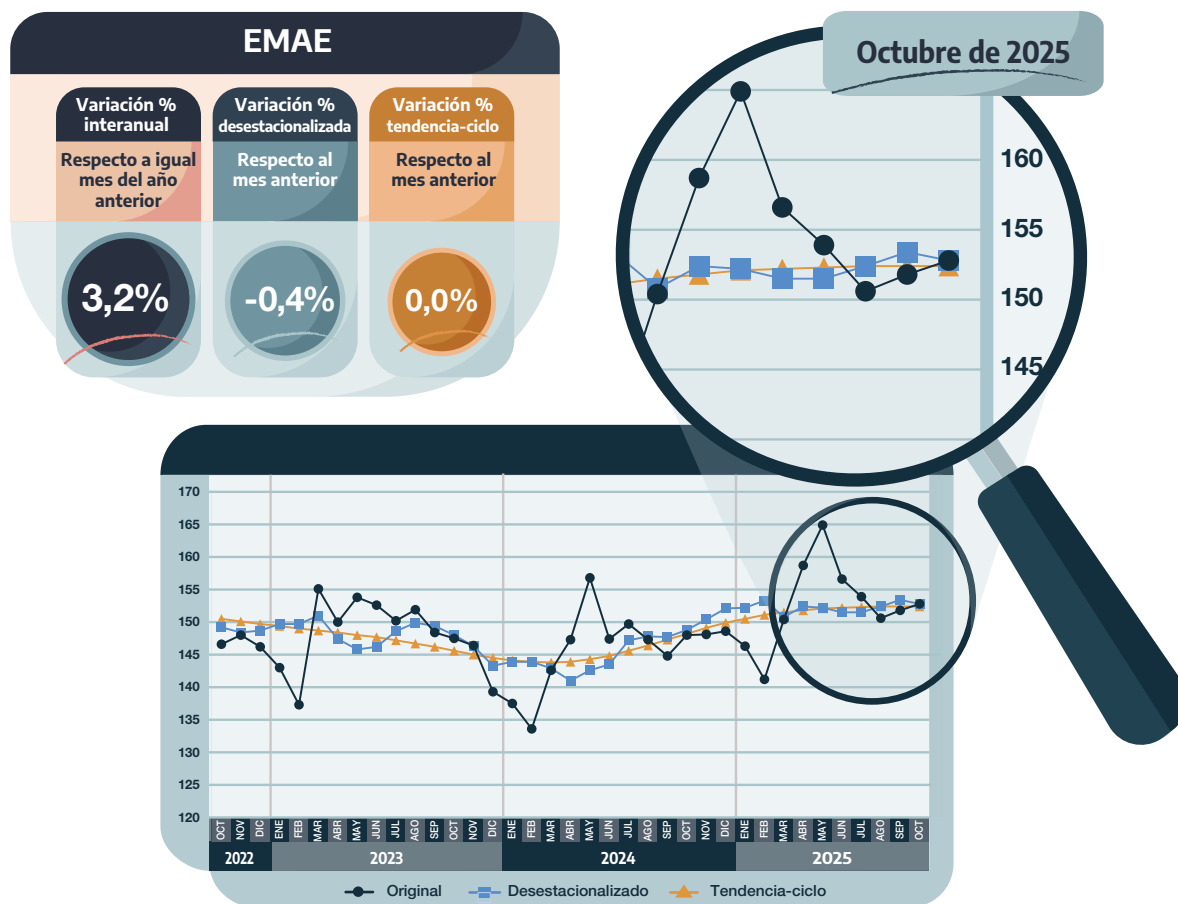 EMAE
Variación %
interanual
Respecto a igual
mes del año
anterior
3,2%
Variación %
desestacionalizada
Respecto al
mes anterior
-0,4%
Variación %
tendencia-ciclo
Respecto al
mes anterior
0,0%
Octubre de 2025
160
155
150
145
170
165
160
155
150
145
140
135
130
125
120
OCT NOV DIC ENE FEB MAR ABR MAY JUN JUL AGO SEP OCT NOV DIC ENE FEB MAR ABR MAY JUN JUL AGO SEP OCT NOV DIC ENE FEB MAR ABR MAY JUN JUL AGO SEP OCT
2022 2023 2024 2025
Original Desestacionalizado Tendencia-ciclo